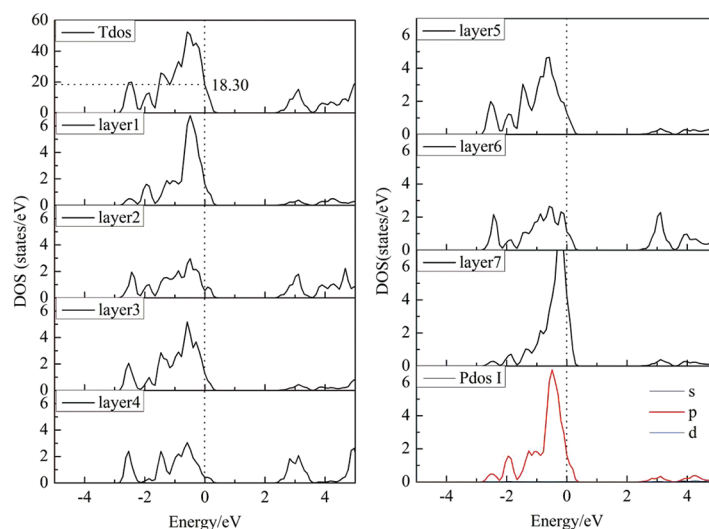 Tdos
60
40
20
0
18.30
layer1
6
4
2
0
layer2
6
4
2
0
layer3
6
4
2
0
layer4
6
4
2
0
DOS (states/eV)
-4 -2 0 2 4
Energy/eV
layer5
6
4
2
0
layer6
6
4
2
0
layer7
6
4
2
0
Pdos I
6
4
2
0
s
p
d
DOS(states/eV)
-4 -2 0 2 4
Energy/eV